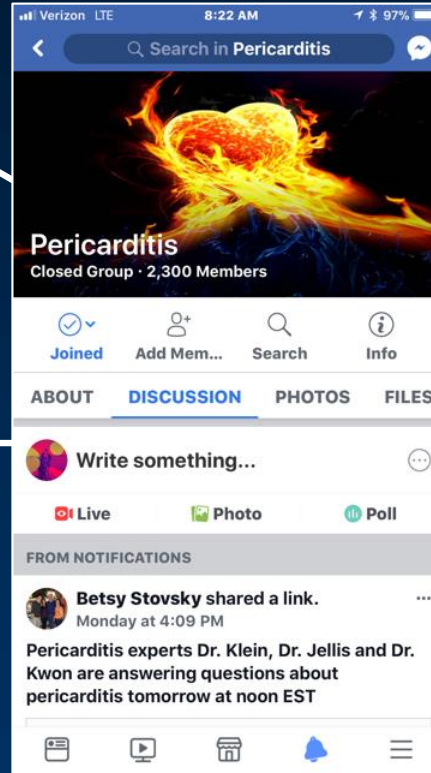 Verizon LTE 8:22 AM 97%
Search in Pericarditis
Pericarditis
Closed Group · 2,300 Members
Joined Add Mem... Search Info
ABOUT DISCUSSION PHOTOS FILES
Write something...
Live Photo Poll
FROM NOTIFICATIONS
Betsy Stovsky shared a link.
Monday at 4:09 PM
Pericarditis experts Dr. Klein, Dr. Jellis and Dr.
Kwon are answering questions about
pericarditis tomorrow at noon EST